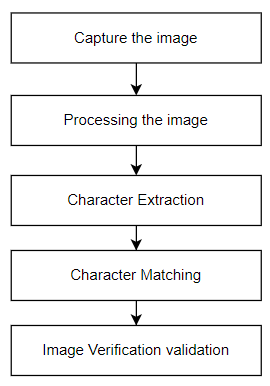 Capture the image
Processing the image
Character Extraction
Character Matching
Image Verification validation